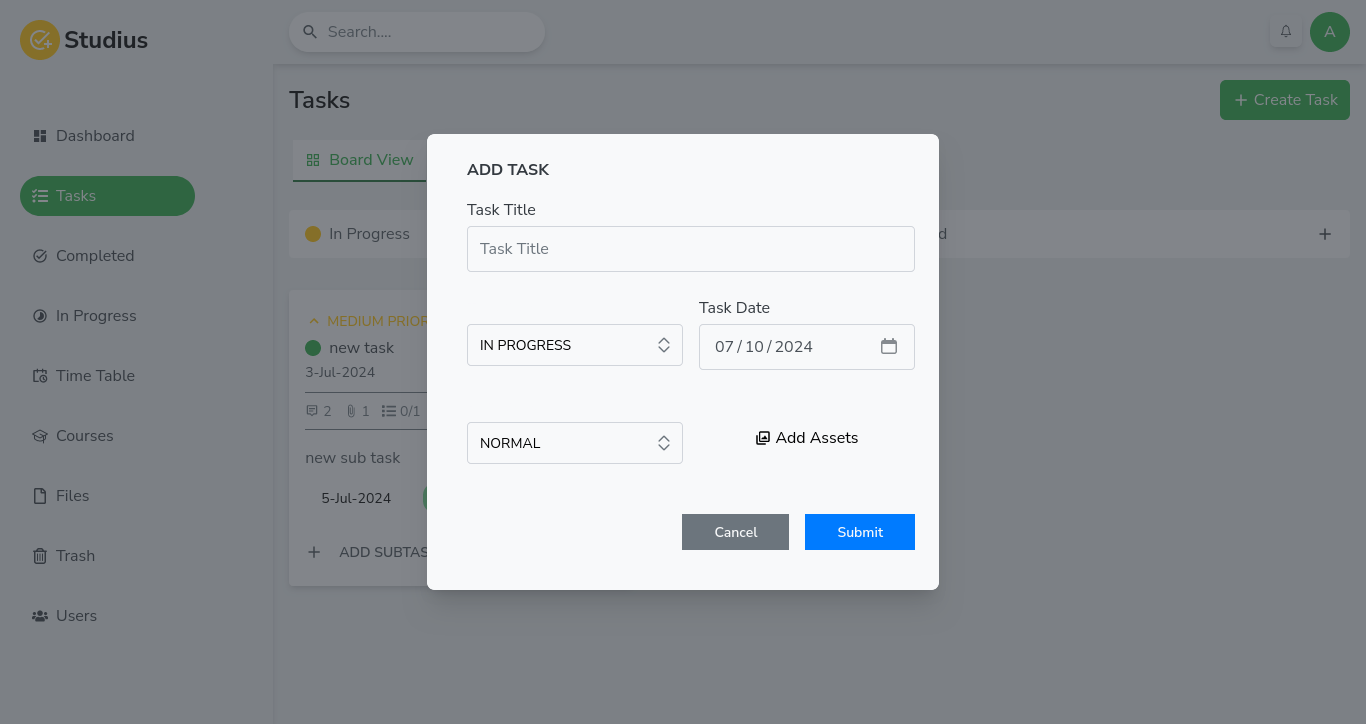 Studius
Search....
A
Dashboard
Tasks
Completed
In Progress
Time Table
Courses
Files
Trash
Users
Tasks
Create Task
Board View
In Progress
d
MEDIUM PRIOR
new task
3-Jul-2024
2 1 0/1
new sub task
5-Jul-2024
ADD SUBTAS
ADD TASK
Task Title
Task Title
Task Date
IN PROGRESS
07/10/2024
NORMAL
Add Assets
Cancel
Submit